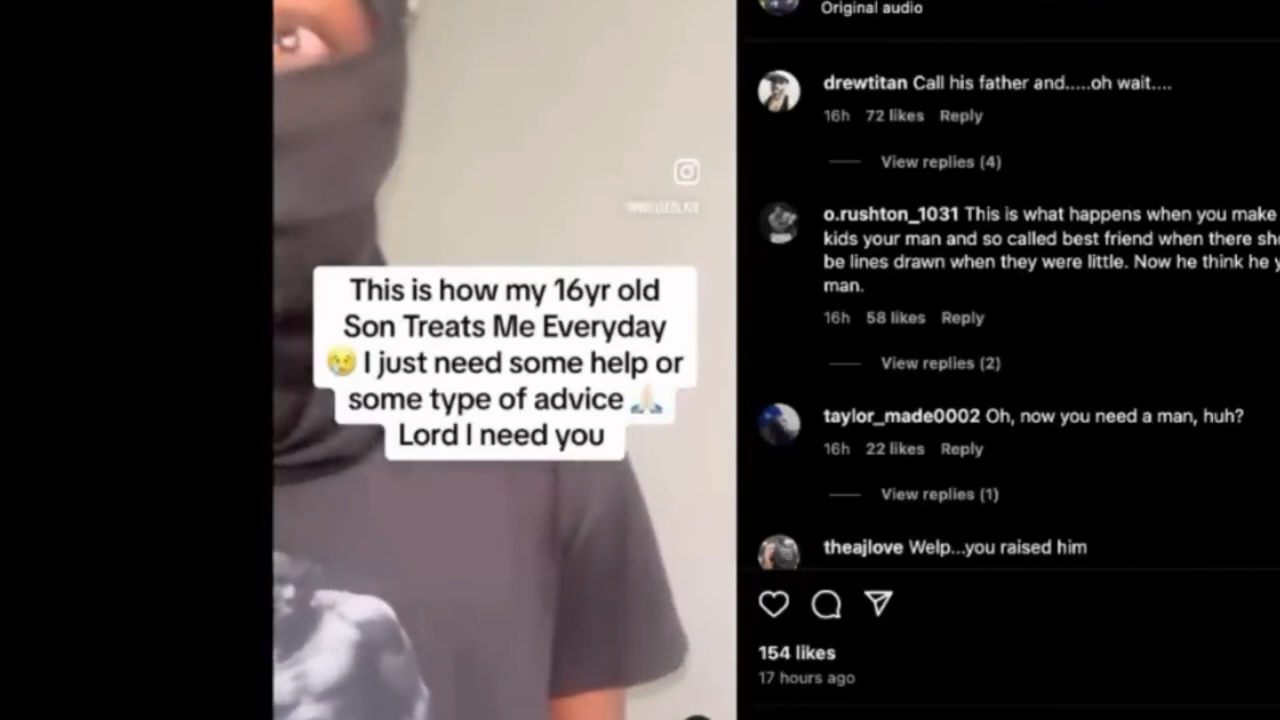 Original audio
drewtitan Call his father and.....oh wait....
16h 72 likes Reply
View replies (4)
o.rushton_1031 This is what happens when you make
kids your man and so called best friend when there
be lines drawn when they were little. Now he think he
man.
16h 58 likes Reply
View replies (2)
taylor_made0002 Oh, now you need a man, huh?
16h 22 likes Reply
View replies (1)
theajlove Welp...you raised him
154 likes
17 hours ago
This is how my 16yr old
Son Treats Me Everyday
😢 I just need some help or
some type of advice 🙏🏻
Lord I need you